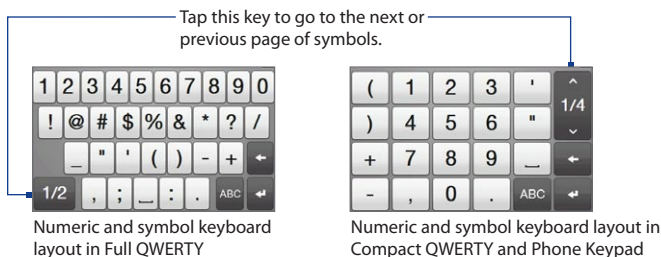 Tap this key to go to the next or
previous page of symbols.
1 2 3 4 5 6 7 8 9 0
! @ # $ % & * ? /
_ " ' ( ) - +
1/2 , ; : . ABC
Numeric and symbol keyboard
layout in Full QWERTY
( 1 2 3 '
1/4
) 4 5 6 "
+ 7 8 9
- , 0 . ABC
Numeric and symbol keyboard layout in
Compact QWERTY and Phone Keypad